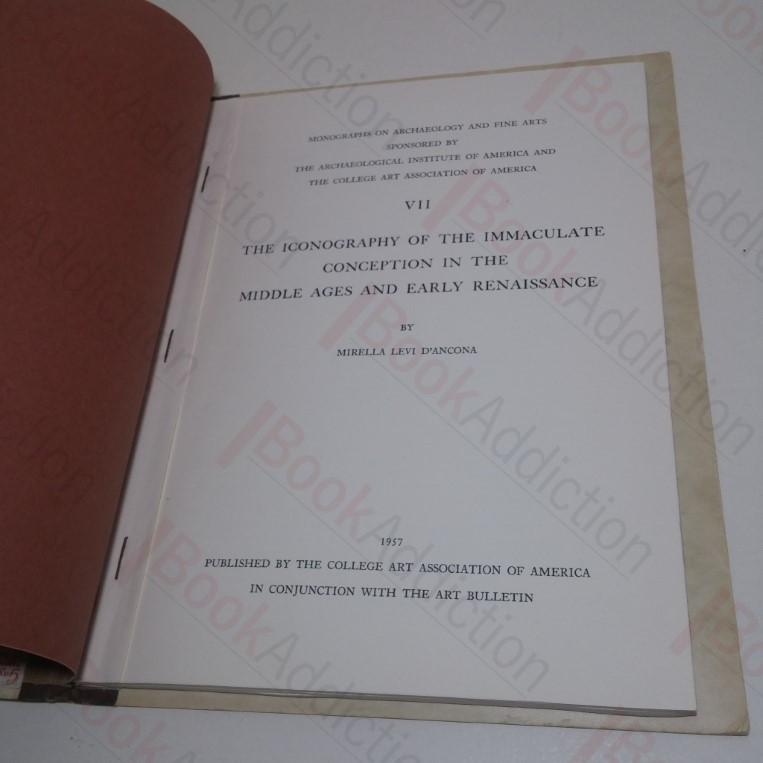 MONOGRAPHS ON ARCHAEOLOGY AND FINE ARTS
SPONSORED BY
THE ARCHAEOLOGICAL INSTITUTE OF AMERICA AND
THE COLLEGE ART ASSOCIATION OF AMERICA
VII
THE ICONOGRAPHY OF THE IMMACULATE
CONCEPTION IN THE
MIDDLE AGES AND EARLY RENAISSANCE
BY
MIRELLA LEVI D'ANCONA
1957
PUBLISHED BY THE COLLEGE ART ASSOCIATION OF AMERICA
IN CONJUNCTION WITH THE ART BULLETIN
BookAddiction